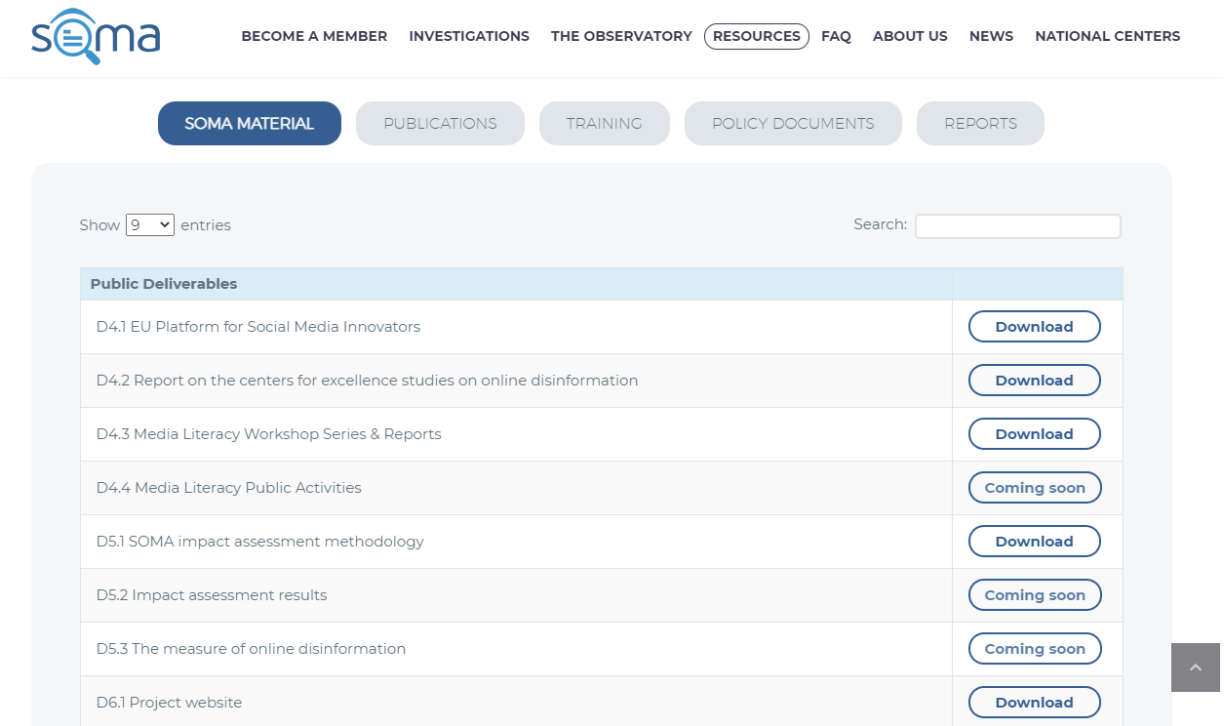 soma
BECOME A MEMBER INVESTIGATIONS THE OBSERVATORY RESOURCES FAQ ABOUT US NEWS NATIONAL CENTERS
SOMA MATERIAL PUBLICATIONS TRAINING POLICY DOCUMENTS REPORTS
Show 9 entries Search:
Public Deliverables
D4.1 EU Platform for Social Media Innovators Download
D4.2 Report on the centers for excellence studies on online disinformation Download
D4.3 Media Literacy Workshop Series & Reports Download
D4.4 Media Literacy Public Activities Coming soon
D5.1 SOMA impact assessment methodology Download
D5.2 Impact assessment results Coming soon
D5.3 The measure of online disinformation Coming soon
D6.1 Project website Download